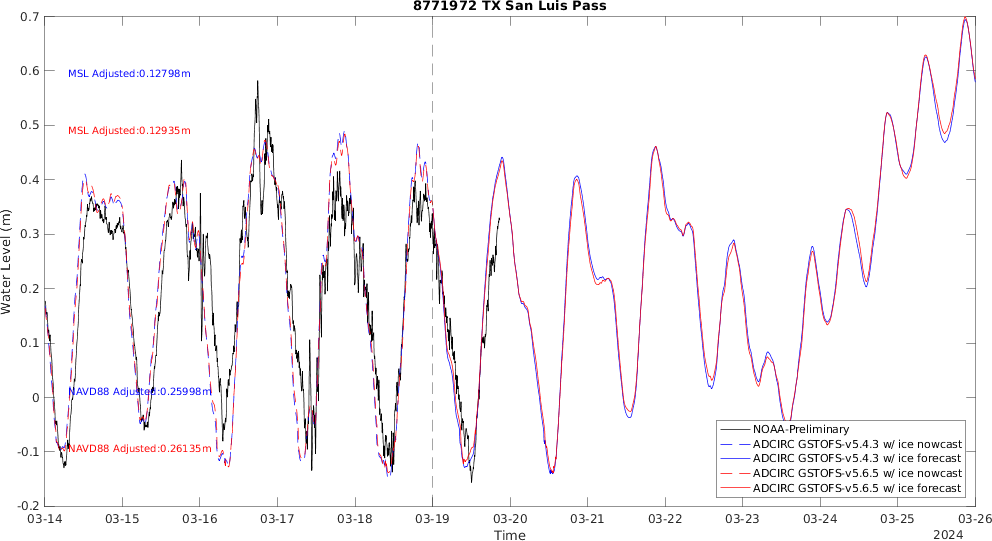 8771972 TX San Luis Pass
0.7
0.6
0.5
0.4
0.3
0.2
0.1
0
-0.1
-0.2
Water Level (m)
MSL Adjusted:0.12798m
MSL Adjusted:0.12935m
NAVD88 Adjusted:0.25998m
NAVD88 Adjusted:0.26135m
NOAA-Preliminary
ADCIRC GSTOFS-v5.4.3 w/ ice nowcast
ADCIRC GSTOFS-v5.4.3 w/ ice forecast
ADCIRC GSTOFS-v5.6.5 w/ ice nowcast
ADCIRC GSTOFS-v5.6.5 w/ ice forecast
03-14 03-15 03-16 03-17 03-18 03-19 03-20 03-21 03-22 03-23 03-24 03-25 03-26
Time
2024